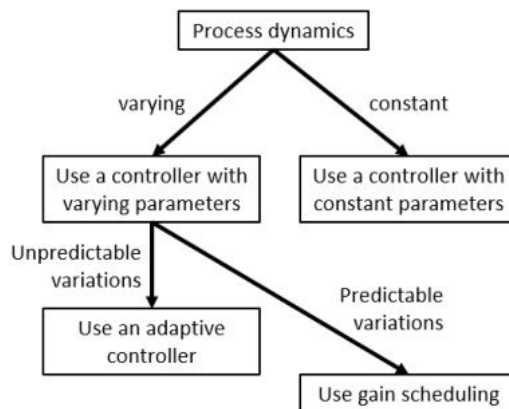 Process dynamics
varying
constant
Use a controller with
varying parameters
Use a controller with
constant parameters
Unpredictable
variations
Predictable
variations
Use an adaptive
controller
Use gain scheduling